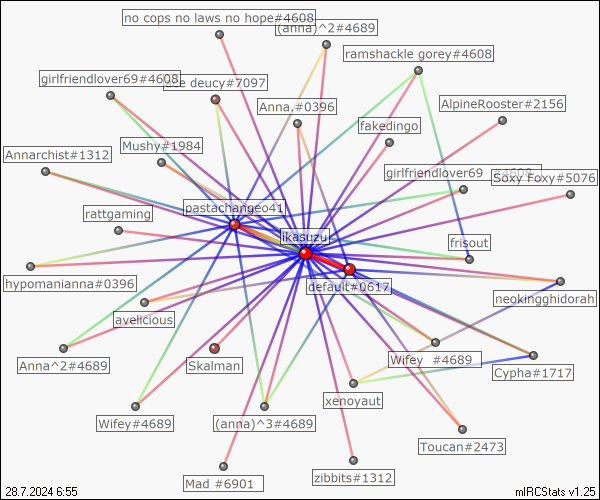 no cops no laws no hope#4608
(anna)^2#4689
ramshackle gorey#4608
girlfriendlover69#4608
deucy#7097
Anna,#0396
AlpineRooster#2156
fakedingo
Mushy#1984
Annarchist#1312
girlfriendlover69
Soxy Foxy#5076
pastachangeo41
rattgaming
ikasuzu
frisout
hypomanianna#0396
default#0617
neokingghidorah
avelicious
Anna^2#4689
Skalman
Wifey #4689
Cypha#1717
xenoyaut
Wifey#4689
(anna)^3#4689
Toucan#2473
Mad #6901
zibbits#1312
28.7.2024 6:55
mIRCStats v1.25